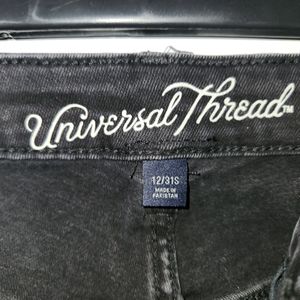 Universal Thread™
12/31S
MADE IN
PAKISTAN